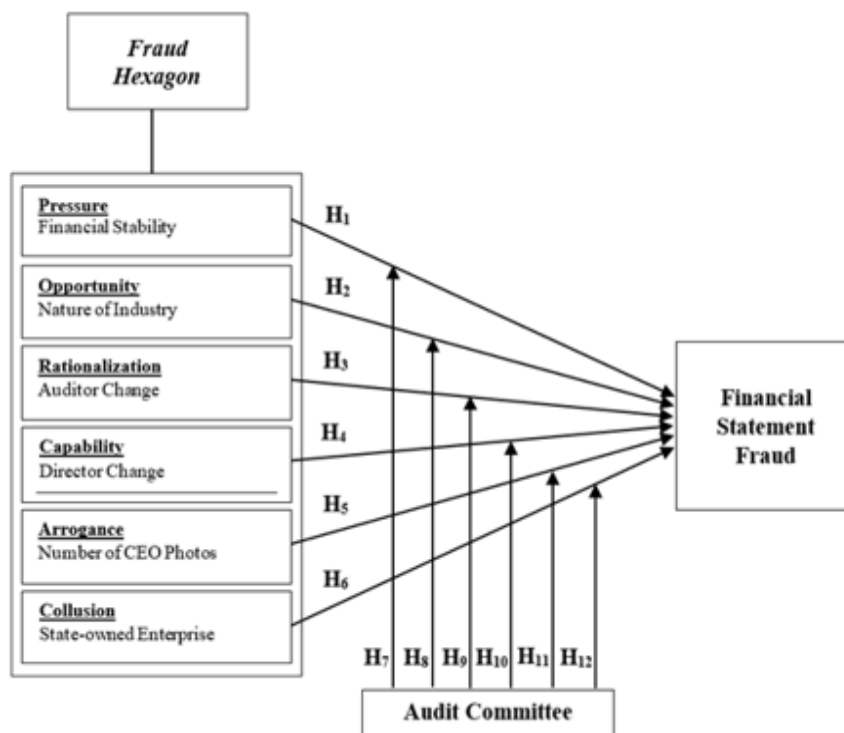 Fraud
Hexagon
Pressure
Financial Stability
H₁
Opportunity
Nature of Industry
H₂
Rationalization
Auditor Change
H₃
Capability
Director Change
H₄
Arrogance
Number of CEO Photos
H₅
Collusion
State-owned Enterprise
H₆
Financial
Statement
Fraud
H₇ H₈ H₉ H₁₀ H₁₁ H₁₂
Audit Committee